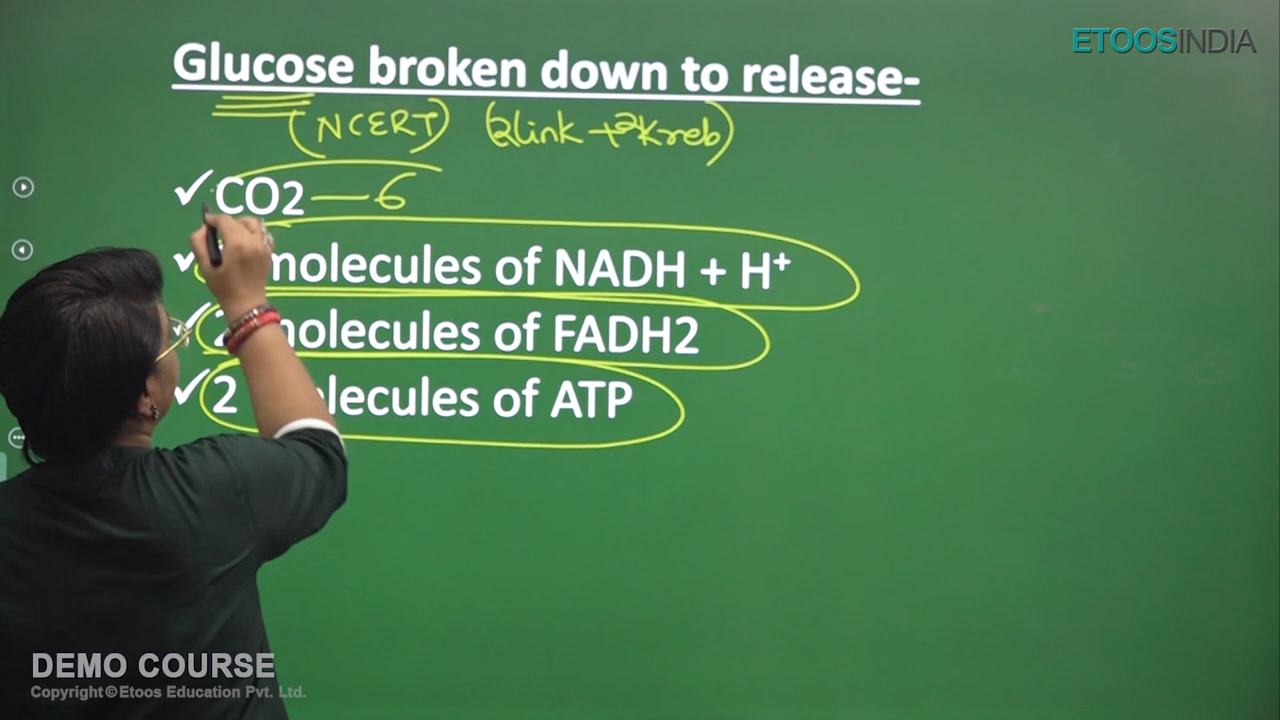 ETOOSINDIA
Glucose broken down to release-
(NCERT) (2link + 2Kreb)
✓CO2 — 6
✓ molecules of NADH + H⁺
✓2 molecules of FADH2
✓2 molecules of ATP
DEMO COURSE
Copyright © Etoos Education Pvt. Ltd.